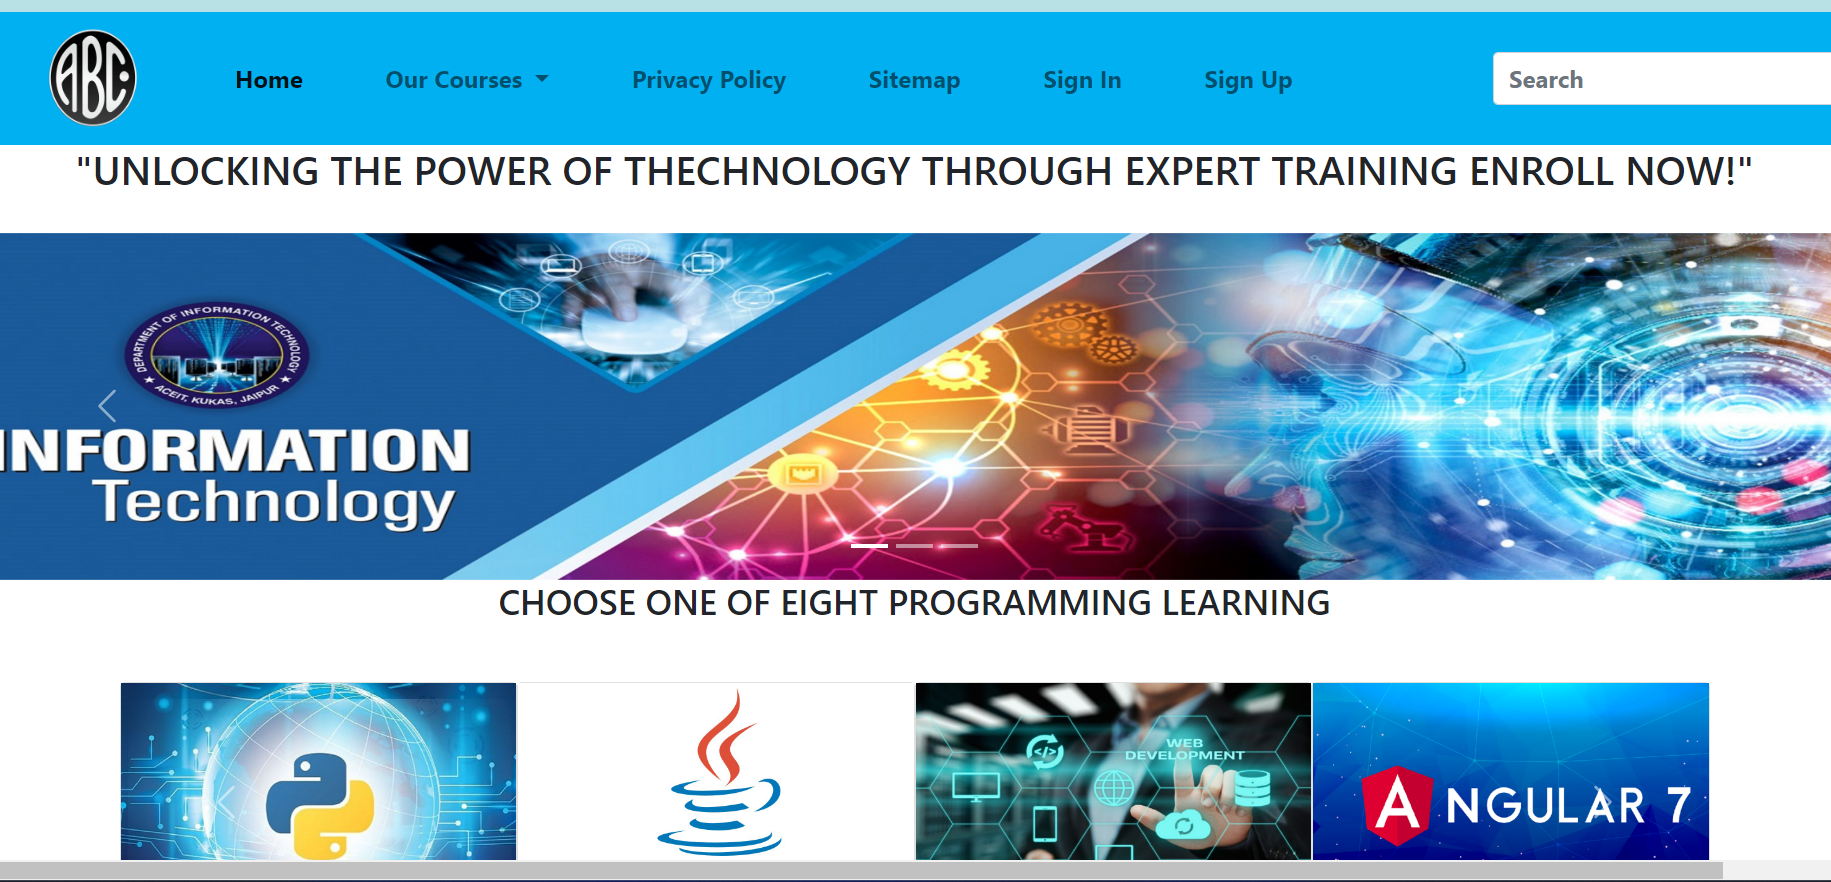 ABC
Home Our Courses Privacy Policy Sitemap Sign In Sign Up Search
"UNLOCKING THE POWER OF THECHNOLOGY THROUGH EXPERT TRAINING ENROLL NOW!"
DEPARTMENT OF INFORMATION TECHNOLOGY
ACEIT, KUKAS, JAIPUR
INFORMATION
Technology
CHOOSE ONE OF EIGHT PROGRAMMING LEARNING
</>
WEB
DEVELOPMENT
ANGULAR 7